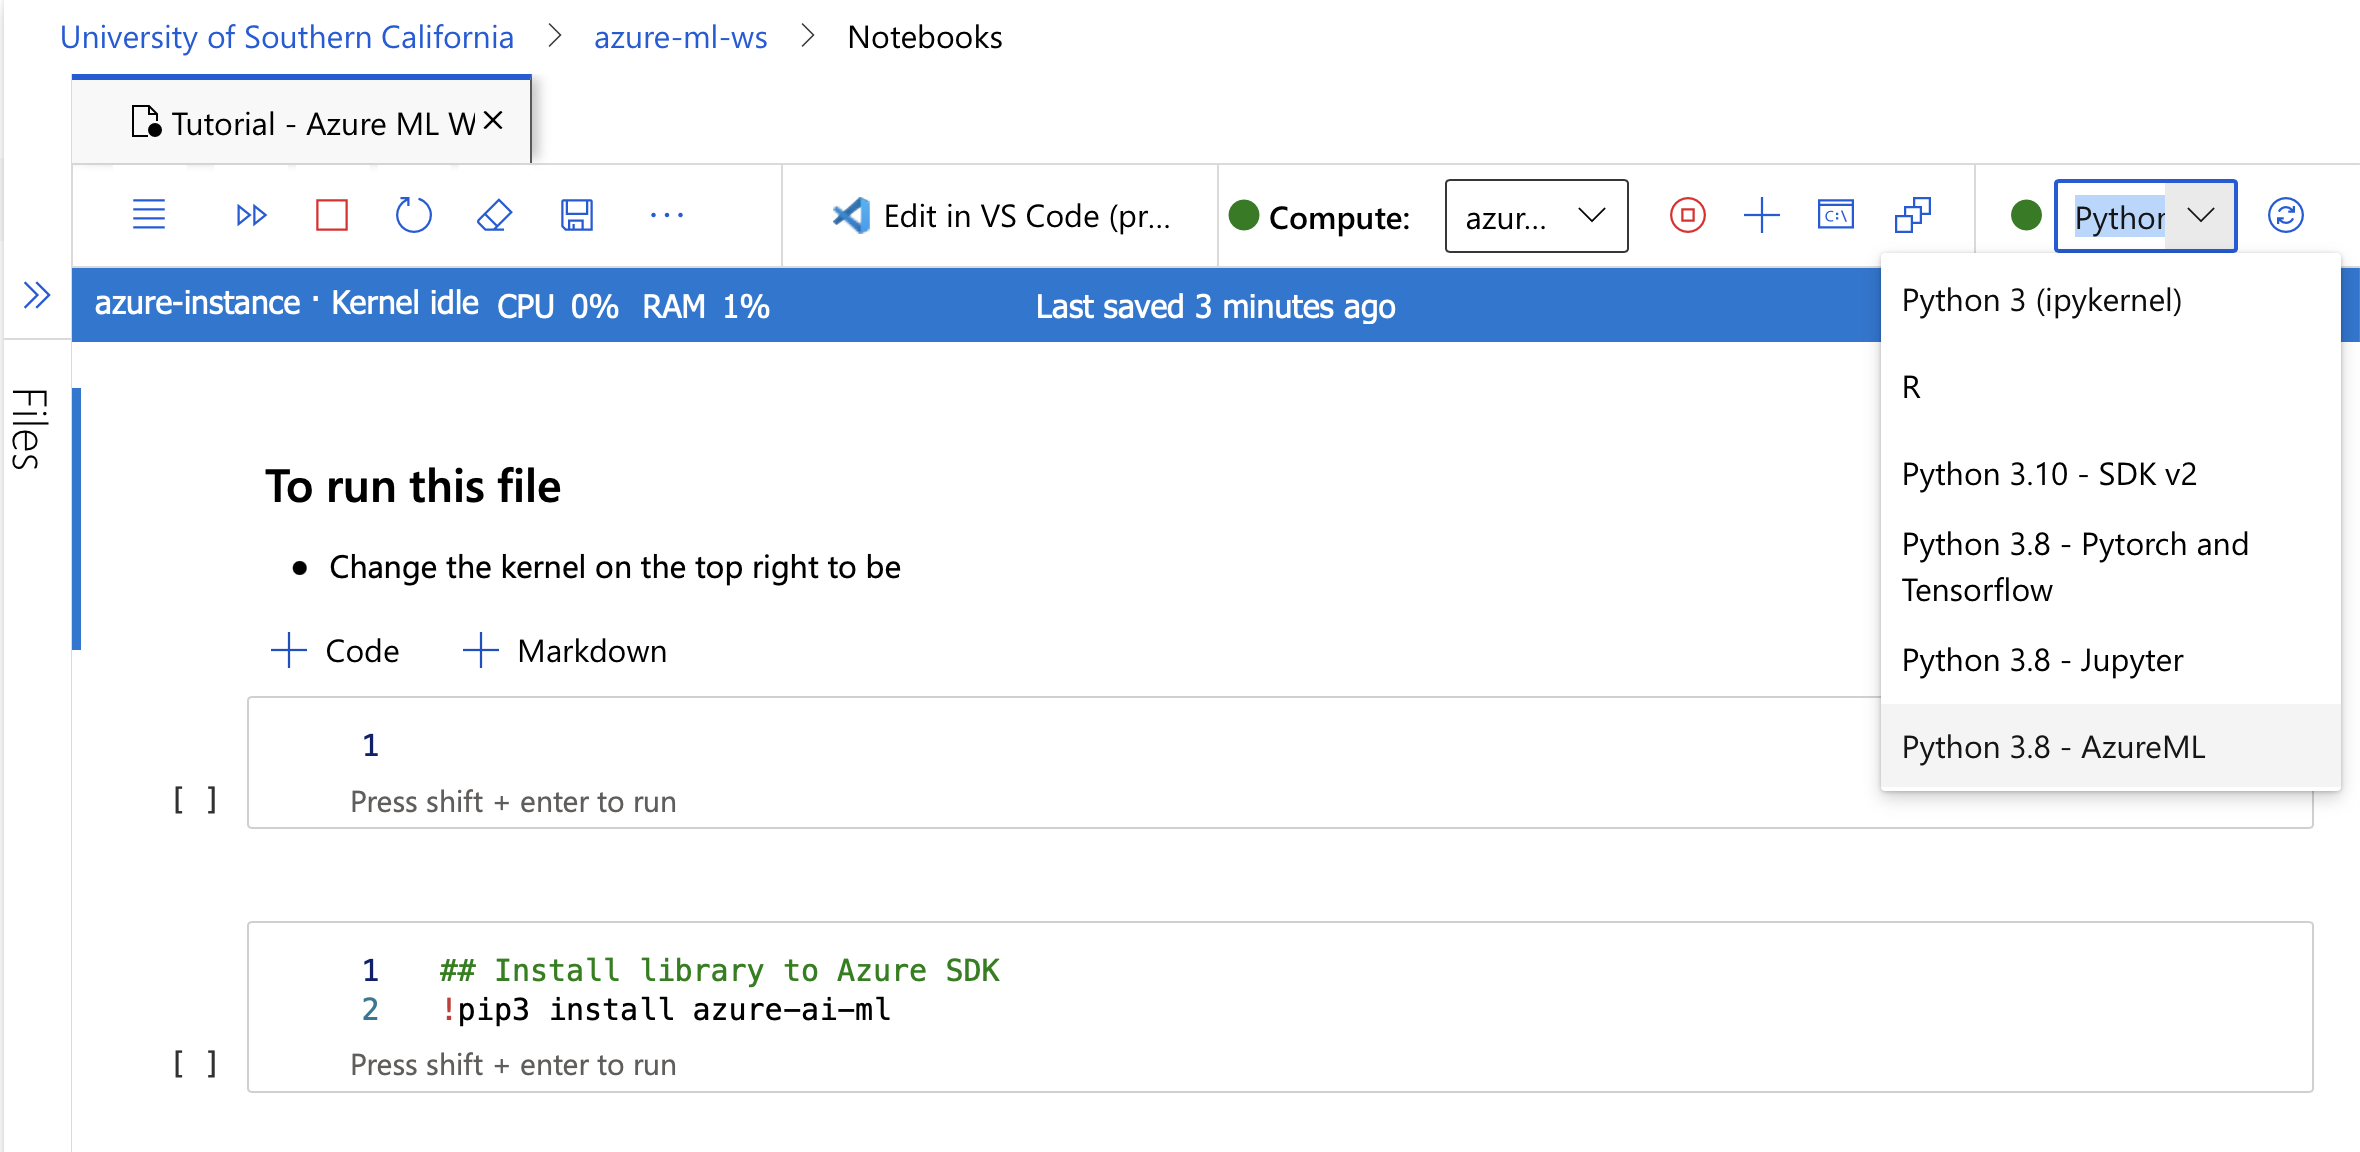 University of Southern California > azure-ml-ws > Notebooks
Tutorial - Azure ML W
Edit in VS Code (pr...
Compute:
azur...
C:\
Python
azure-instance · Kernel idle CPU 0% RAM 1%
Last saved 3 minutes ago
Files
Python 3 (ipykernel)
R
Python 3.10 - SDK v2
Python 3.8 - Pytorch and
Tensorflow
Python 3.8 - Jupyter
Python 3.8 - AzureML
To run this file
• Change the kernel on the top right to be
+ Code + Markdown
1
[ ] Press shift + enter to run
1 ## Install library to Azure SDK
2 !pip3 install azure-ai-ml
[ ] Press shift + enter to run